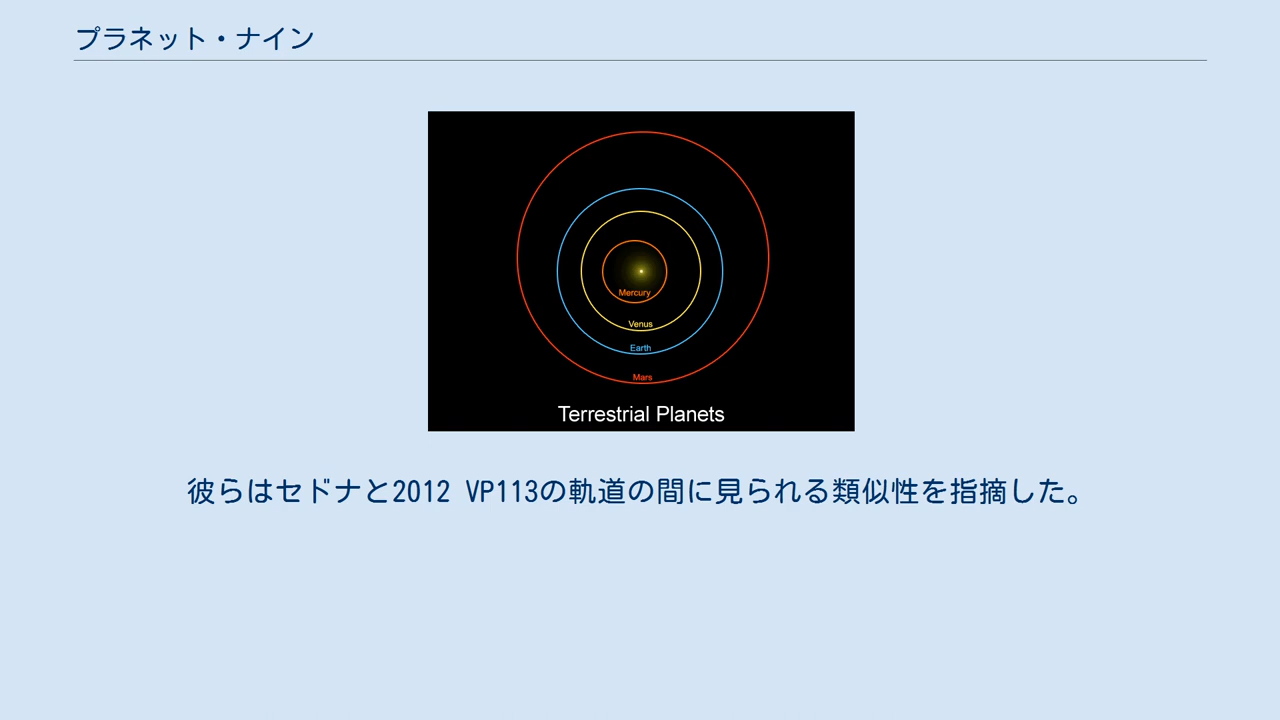 プラネット・ナイン
Mercury
Venus
Earth
Mars
Terrestrial Planets
彼らはセドナと2012 VP113の軌道の間に見られる類似性を指摘した。